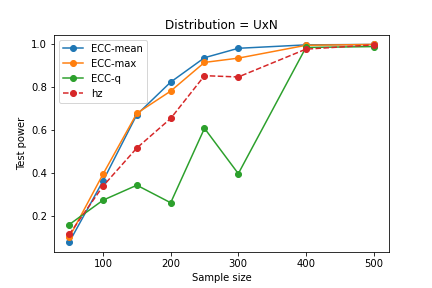 Distribution = UxN
ECC-mean
ECC-max
ECC-q
hz
Test power
1.0
0.8
0.6
0.4
0.2
100
200
300
400
500
Sample size